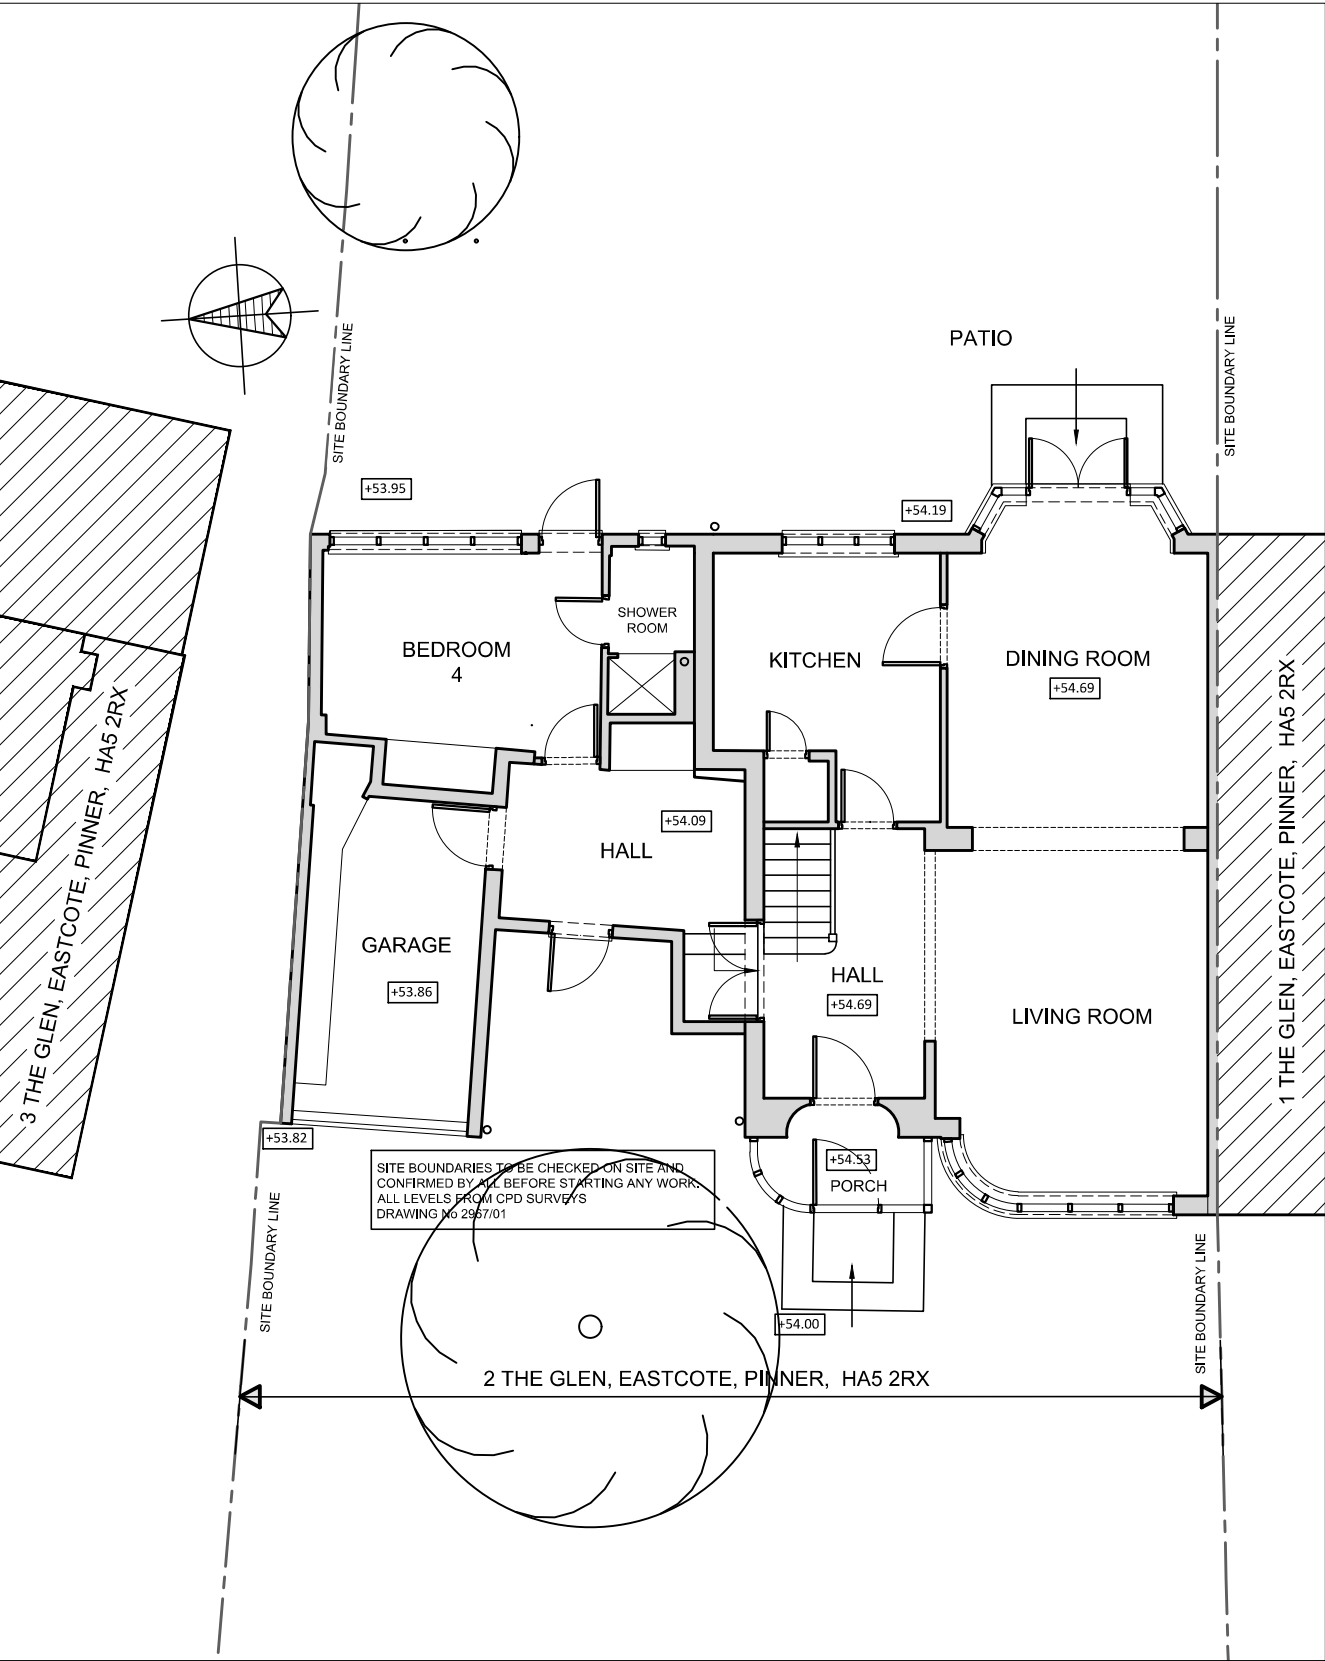 PATIO
SITE BOUNDARY LINE
SITE BOUNDARY LINE
+53.95
+54.19
SHOWER
ROOM
BEDROOM
4
KITCHEN
DINING ROOM
+54.69
3 THE GLEN, EASTCOTE, PINNER, HA5 2RX
1 THE GLEN, EASTCOTE, PINNER, HA5 2RX
+54.09
HALL
GARAGE
+53.86
HALL
+54.69
LIVING ROOM
+53.82
+54.53
PORCH
SITE BOUNDARIES TO BE CHECKED ON SITE AND
CONFIRMED BY ALL BEFORE STARTING ANY WORK.
ALL LEVELS FROM CPD SURVEYS
DRAWING No 2967/01
SITE BOUNDARY LINE
SITE BOUNDARY LINE
+54.00
2 THE GLEN, EASTCOTE, PINNER, HA5 2RX